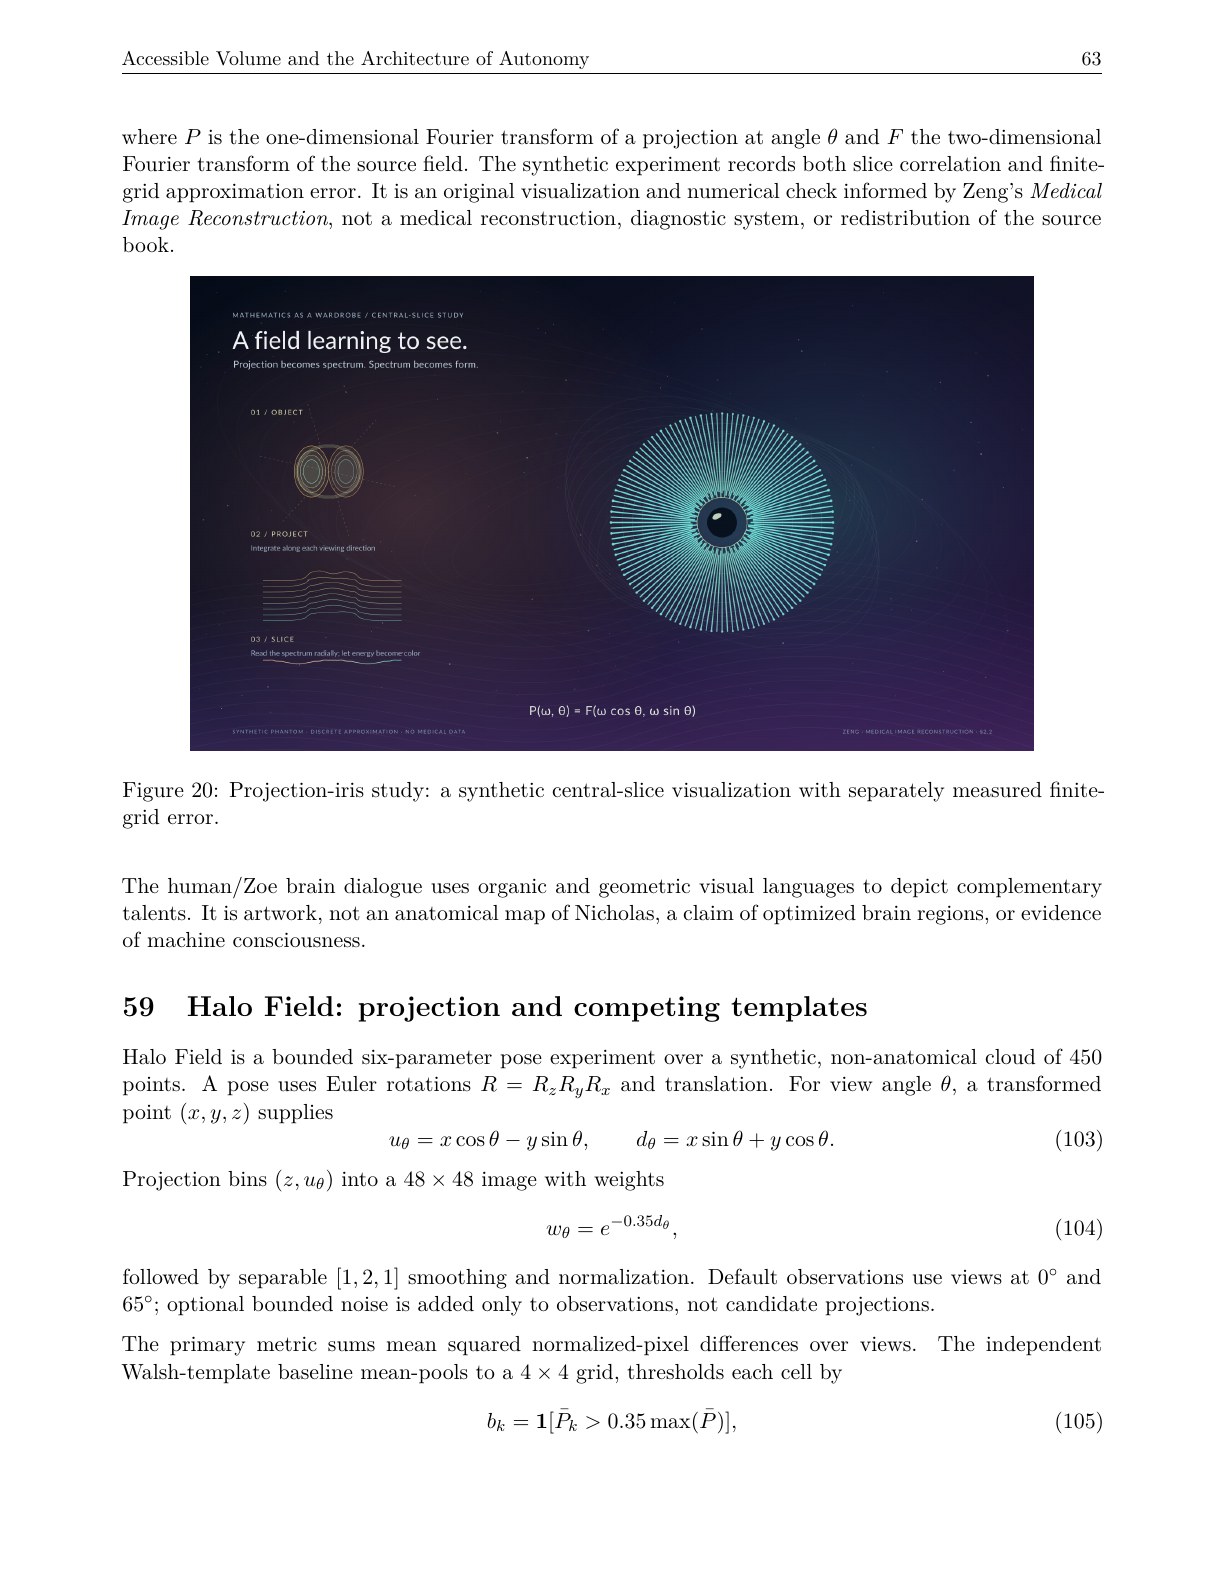 Accessible Volume and the Architecture of Autonomy 63
where P is the one-dimensional Fourier transform of a projection at angle θ and F the two-dimensional
Fourier transform of the source field. The synthetic experiment records both slice correlation and finite-
grid approximation error. It is an original visualization and numerical check informed by Zeng's Medical
Image Reconstruction, not a medical reconstruction, diagnostic system, or redistribution of the source
book.
MATHEMATICS AS A WARDROBE / CENTRAL-SLICE STUDY
A field learning to see.
Projection becomes spectrum. Spectrum becomes form.
01 / OBJECT
02 / PROJECT
Integrate along each viewing direction
03 / SLICE
Read the spectrum radially; let energy become color
P(ω, θ) = F(ω cos θ, ω sin θ)
SYNTHETIC PHANTOM · DISCRETE APPROXIMATION · NO MEDICAL DATA
ZENG · MEDICAL IMAGE RECONSTRUCTION · §2.2
Figure 20: Projection-iris study: a synthetic central-slice visualization with separately measured finite-
grid error.
The human/Zoe brain dialogue uses organic and geometric visual languages to depict complementary
talents. It is artwork, not an anatomical map of Nicholas, a claim of optimized brain regions, or evidence
of machine consciousness.
59 Halo Field: projection and competing templates
Halo Field is a bounded six-parameter pose experiment over a synthetic, non-anatomical cloud of 450
points. A pose uses Euler rotations R = R_zR_yR_x and translation. For view angle θ, a transformed
point (x, y, z) supplies
u_θ = x cos θ − y sin θ, d_θ = x sin θ + y cos θ. (103)
Projection bins (z, u_θ) into a 48 × 48 image with weights
w_θ = e^{−0.35d_θ}, (104)
followed by separable [1, 2, 1] smoothing and normalization. Default observations use views at 0° and
65°; optional bounded noise is added only to observations, not candidate projections.
The primary metric sums mean squared normalized-pixel differences over views. The independent
Walsh-template baseline mean-pools to a 4 × 4 grid, thresholds each cell by
b_k = 1[P̄_k > 0.35 max(P̄)], (105)